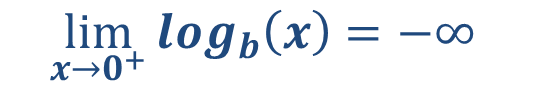 lim log_b(x) = −∞
x→0⁺